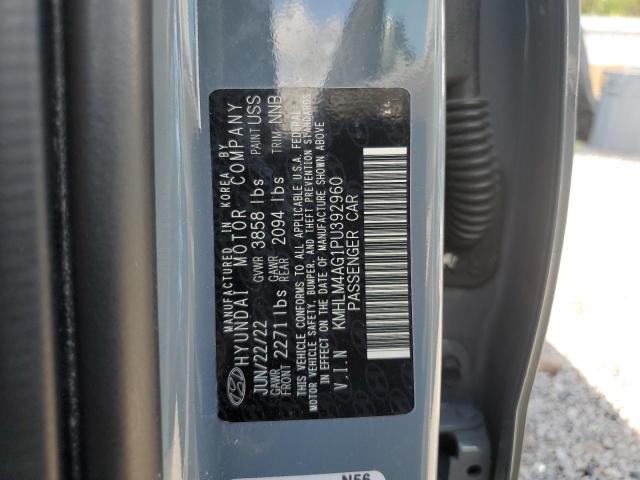 MANUFACTURED IN KOREA BY
HYUNDAI MOTOR COMPANY
JUN/22/22 GVWR 3858 lbs PAINT USS
GAWR FRONT 2271 lbs GAWR REAR 2094 lbs TRIM NNB
THIS VEHICLE CONFORMS TO ALL APPLICABLE U.S.A. FEDERAL
MOTOR VEHICLE SAFETY, BUMPER, AND THEFT PREVENTION STANDARDS
IN EFFECT ON THE DATE OF MANUFACTURE SHOWN ABOVE
V.I.N KMHLM4AG1PU392960
PASSENGER CAR
N56